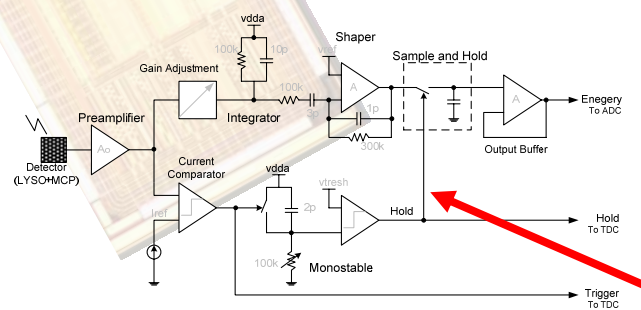 Shaper
vdda
100k
10p
vref
Sample and Hold
Gain Adjustment
A
100k
3p
A
Enegery
To ADC
Preamplifier
Integrator
1p
300k
Output Buffer
Ao
Detector
(LYSO+MCP)
Current
Comparator
vdda
Iref
2p
vtresh
Hold
Hold
To TDC
100k
Monostable
Trigger
To TDC